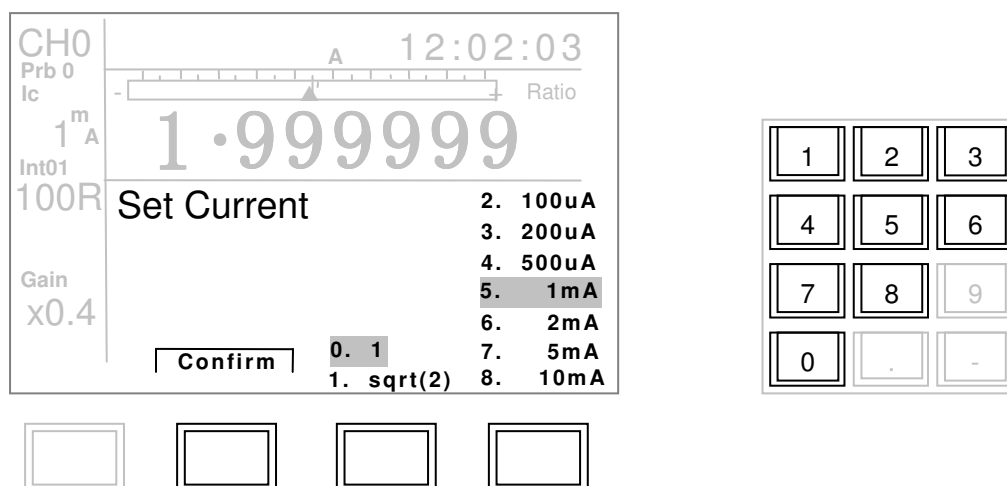 CH0
Prb 0
Ic
1 m A
Int01
100R
Gain
x0.4
A
12:02:03
- +
Ratio
1.999999
Set Current
2. 100uA
3. 200uA
4. 500uA
5. 1mA
6. 2mA
7. 5mA
8. 10mA
0. 1
1. sqrt(2)
Confirm
1 2 3
4 5 6
7 8 9
0 . -